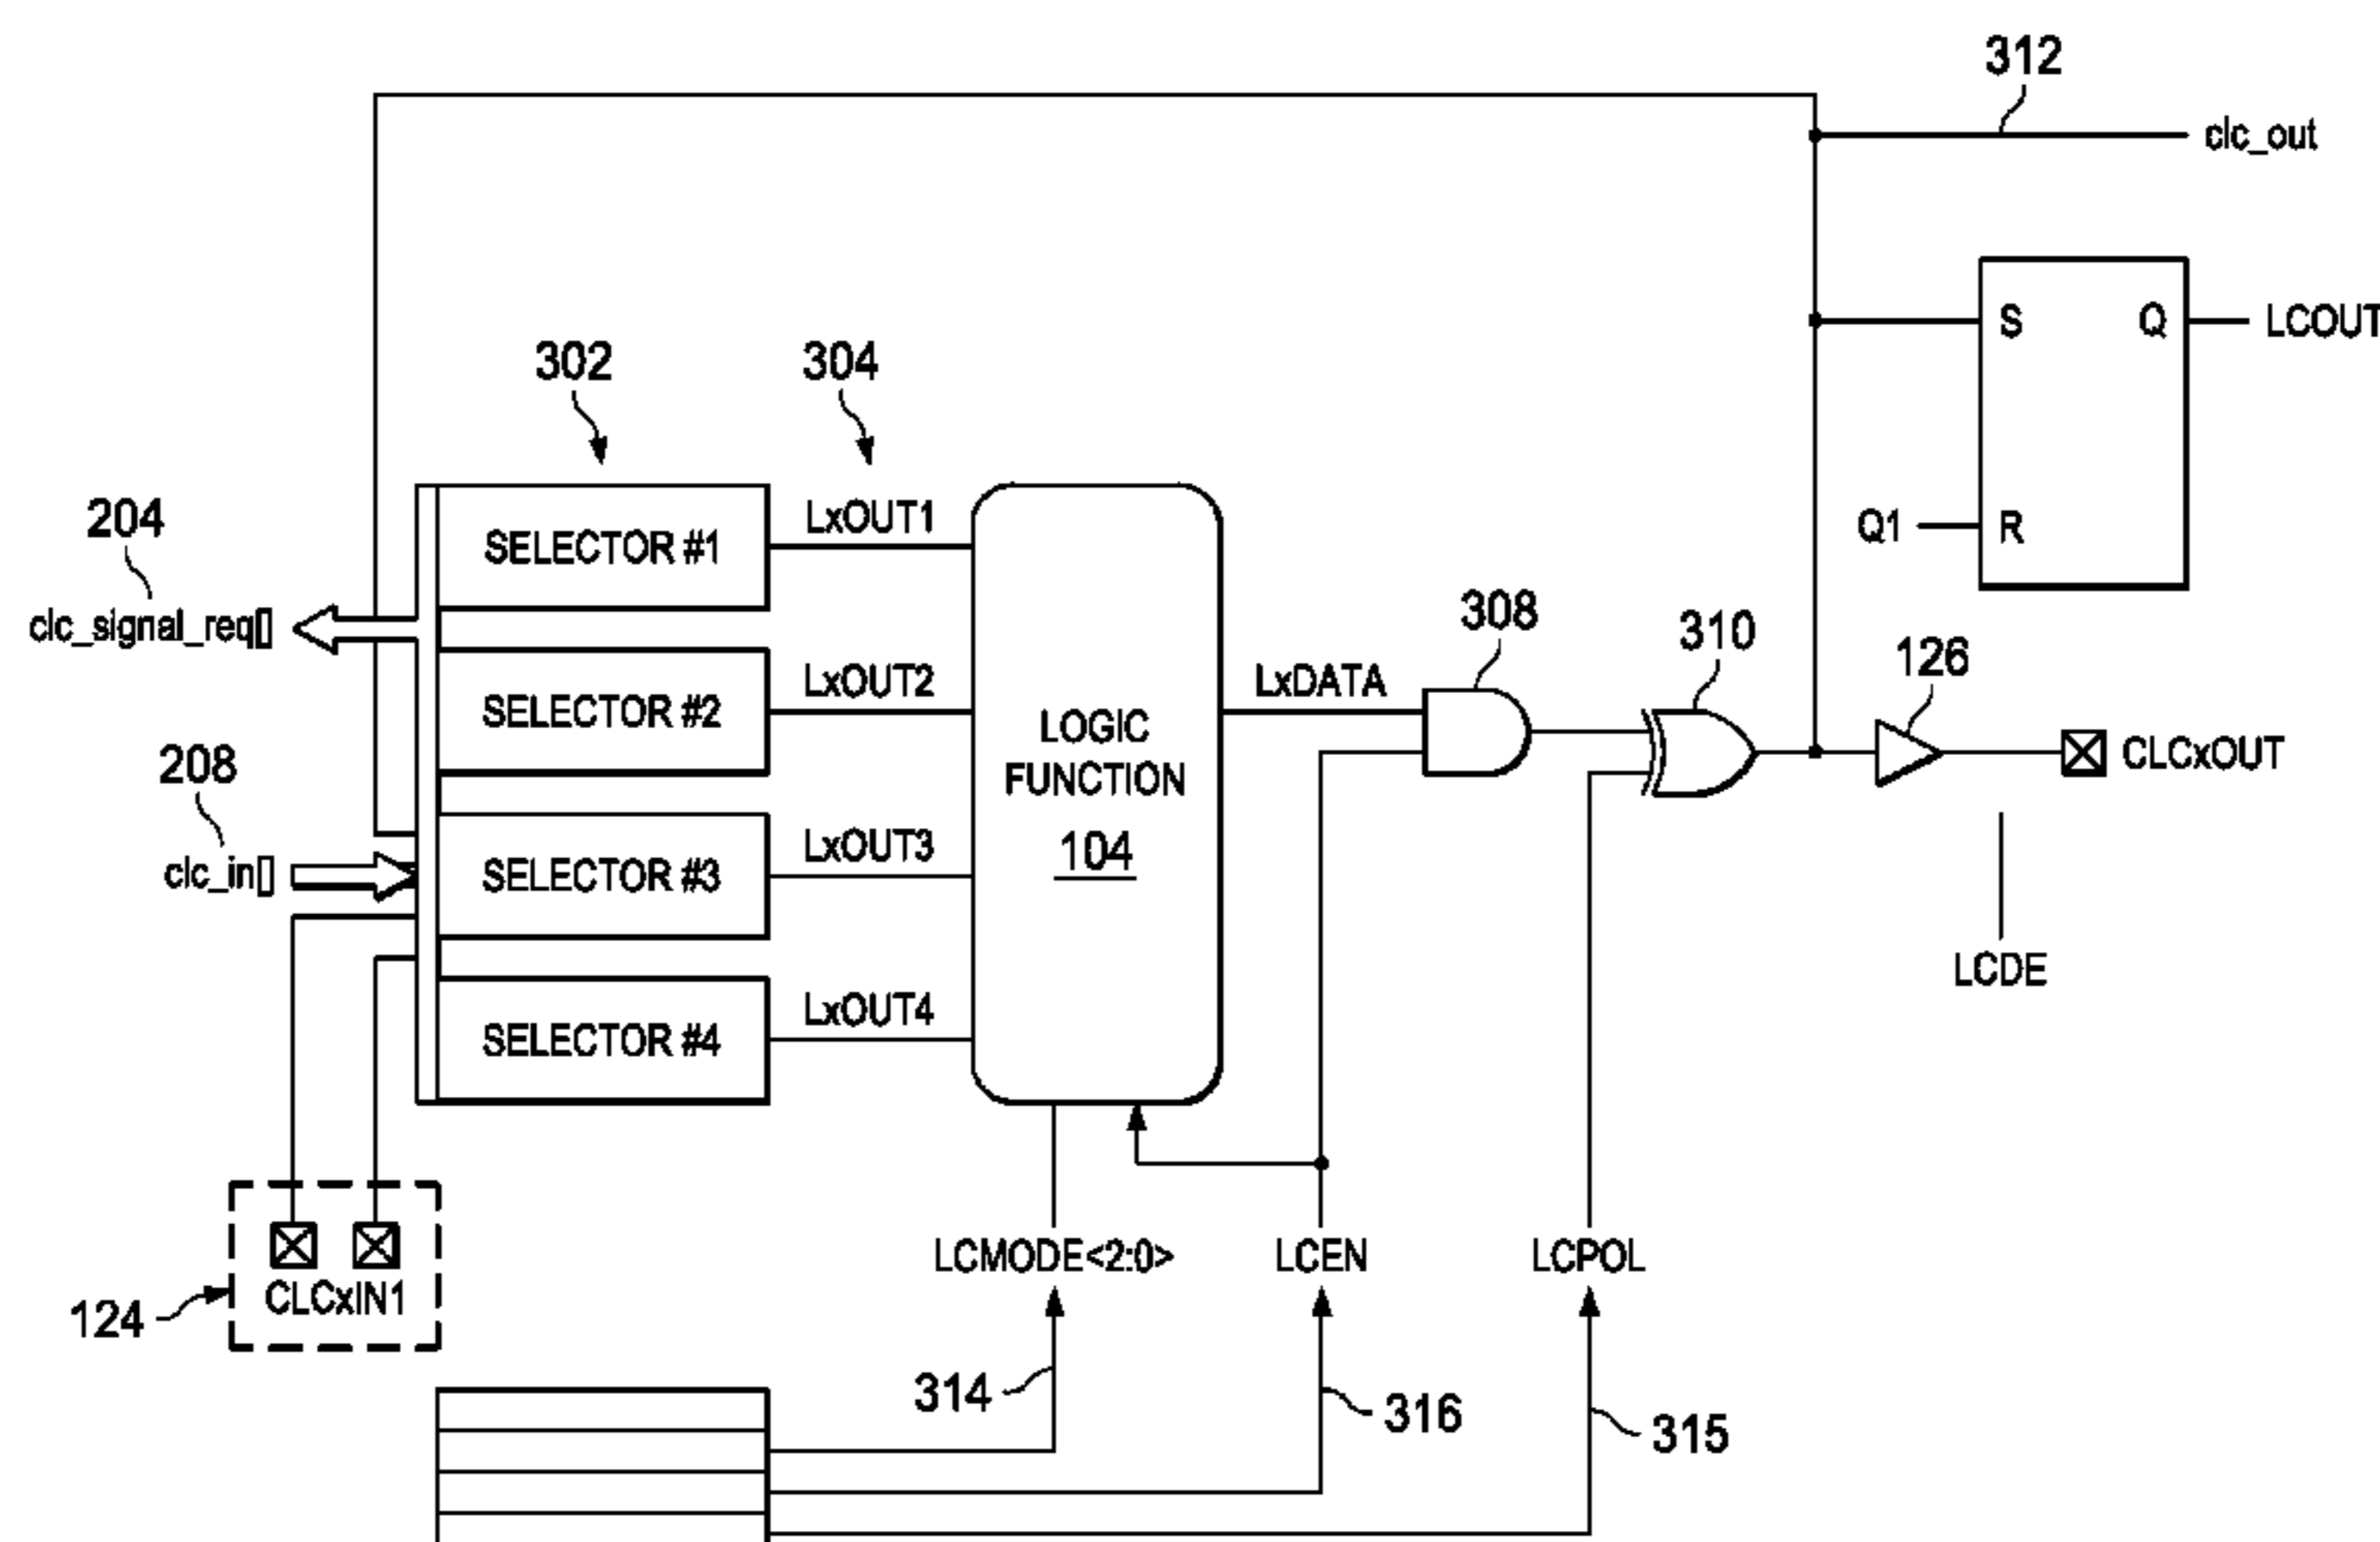 312
clc_out
S
Q
LCOUT
302
304
204
SELECTOR #1
LxOUT1
Q1
R
clc_signal_req[]
308
310
126
SELECTOR #2
LxOUT2
LxDATA
LOGIC
FUNCTION
104
CLCxOUT
208
clc_in[]
SELECTOR #3
LxOUT3
LCDE
SELECTOR #4
LxOUT4
LCMODE<2:0>
LCEN
LCPOL
CLCxIN1
124
314
316
315